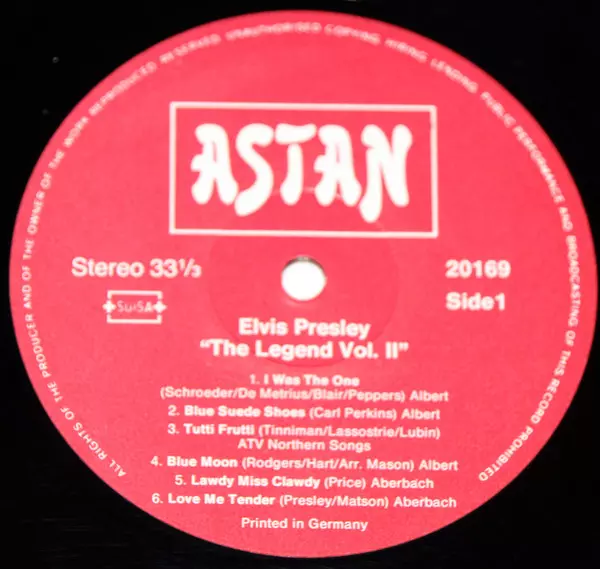 ALL RIGHTS OF THE PRODUCER AND OF THE OWNER OF THE WORK REPRODUCED RESERVED. UNAUTHORISED COPYING, HIRING, LENDING, PUBLIC PERFORMANCE AND BROADCASTING OF THIS RECORD PROHIBITED
ASTAN
Stereo 33⅓
20169
SUISA
Side1
Elvis Presley
"The Legend Vol. II"
1. I Was The One
(Schroeder/De Metrius/Blair/Peppers) Albert
2. Blue Suede Shoes (Carl Perkins) Albert
3. Tutti Frutti (Tinniman/Lassostrie/Lubin)
ATV Northern Songs
4. Blue Moon (Rodgers/Hart/Arr. Mason) Albert
5. Lawdy Miss Clawdy (Price) Aberbach
6. Love Me Tender (Presley/Matson) Aberbach
Printed in Germany